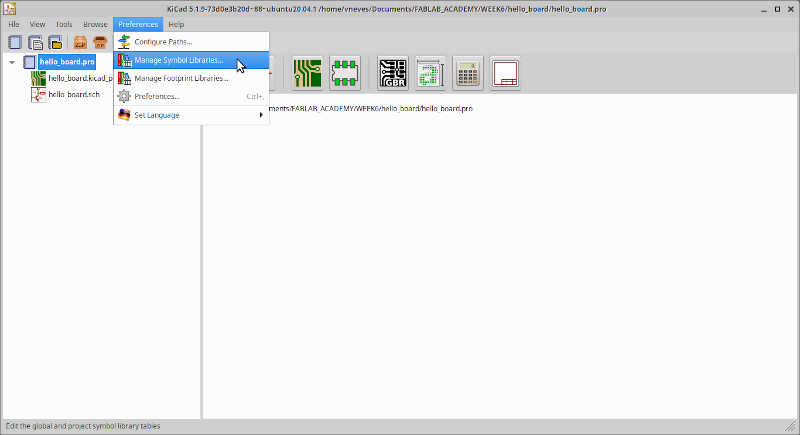 KiCad 5.1.9-73d0e3b20d~88~ubuntu20.04.1 /home/vneves/Documents/FABLAB_ACADEMY/WEEK6/hello_board/hello_board.pro
File View Tools Browse Preferences Help
Configure Paths...
hello_board.pro
Manage Symbol Libraries...
hello_board.kicad_p
Manage Footprint Libraries...
GBR
hello_board.sch
Preferences... Ctrl+,
ments/FABLAB_ACADEMY/WEEK6/hello_board/hello_board.pro
Set Language
Edit the global and project symbol library tables